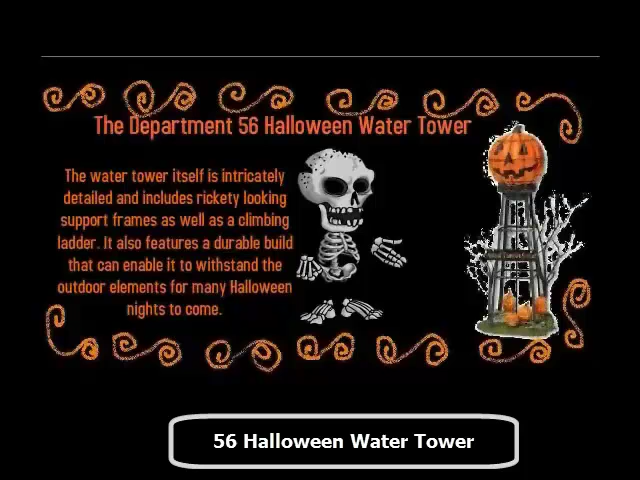 The Department 56 Halloween Water Tower
The water tower itself is intricately
detailed and includes rickety looking
support frames as well as a climbing
ladder. It also features a durable build
that can enable it to withstand the
outdoor elements for many Halloween
nights to come.
56 Halloween Water Tower